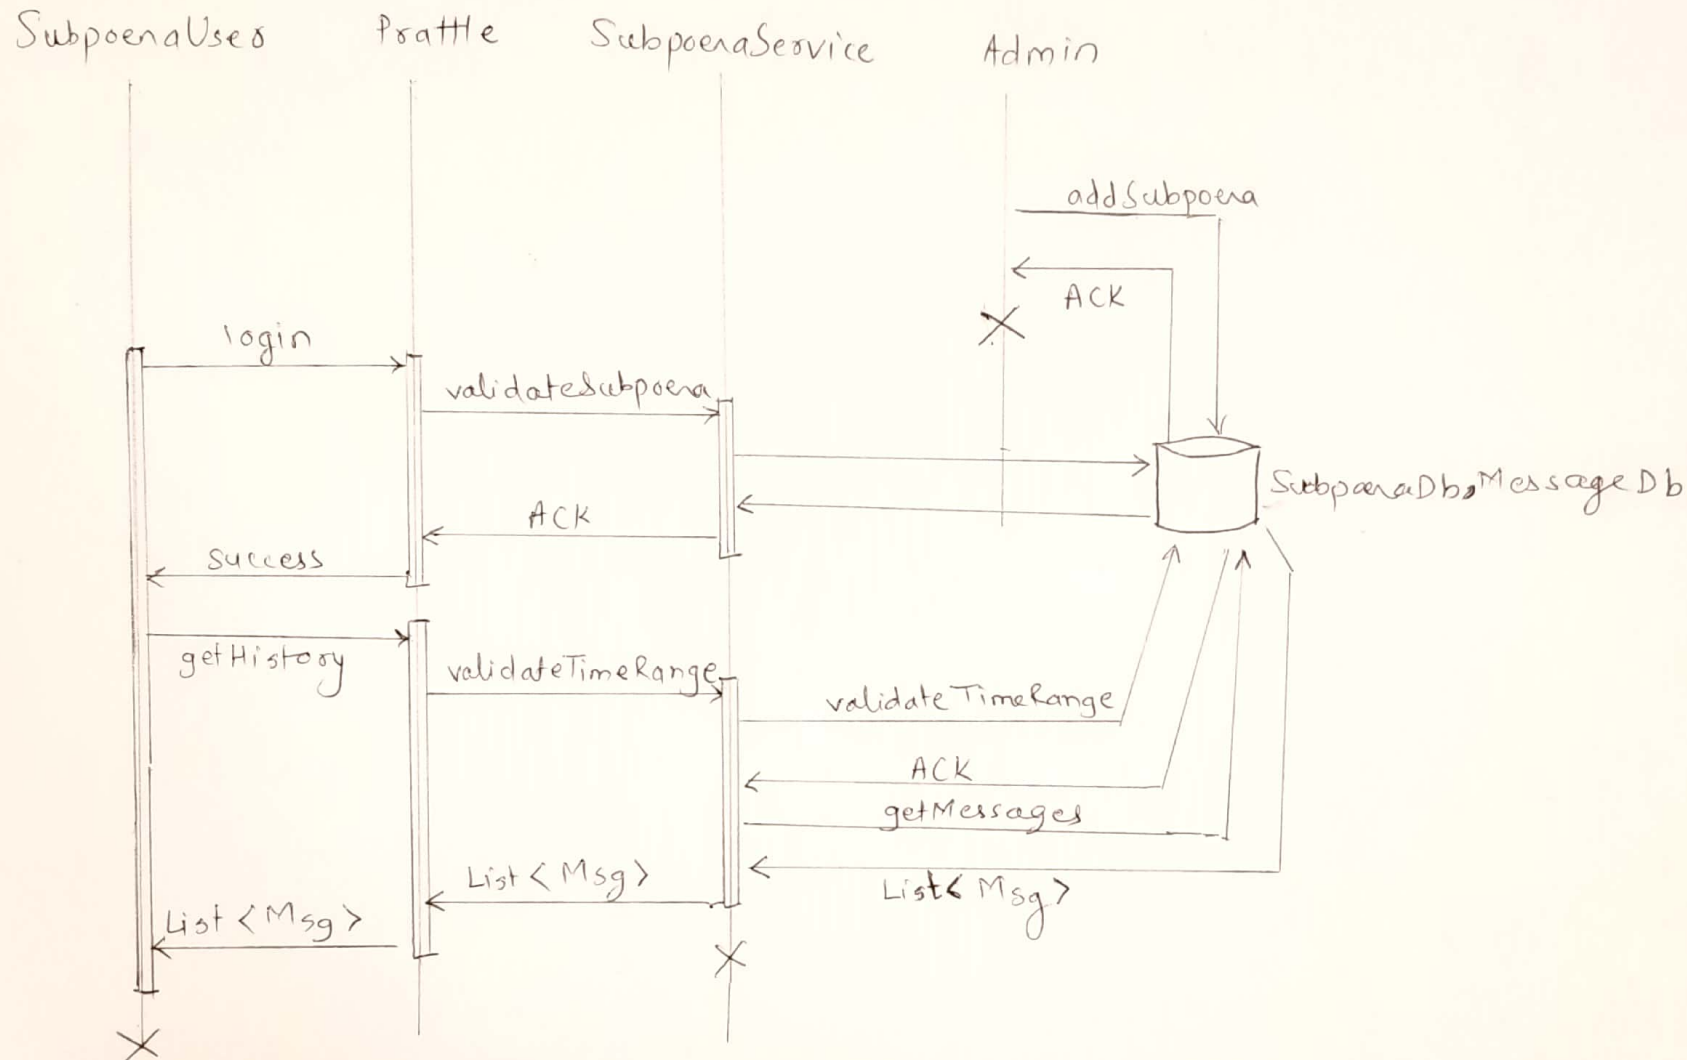 SubpoenaUser Prattle SubpoenaService Admin
addSubpoena
ACK
login
validateSubpoena
SubpoenaDb, MessageDb
ACK
success
getHistory
validateTimeRange
validateTimeRange
ACK
getMessages
List<Msg>
List<Msg>
List<Msg>